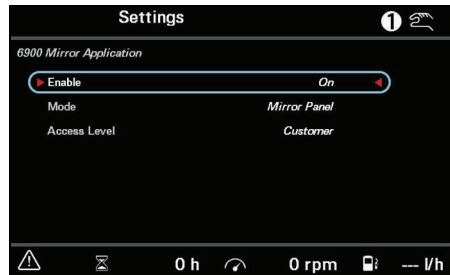 Settings
1
6900 Mirror Application
Enable On
Mode Mirror Panel
Access Level Customer
0 h 0 rpm --- l/h